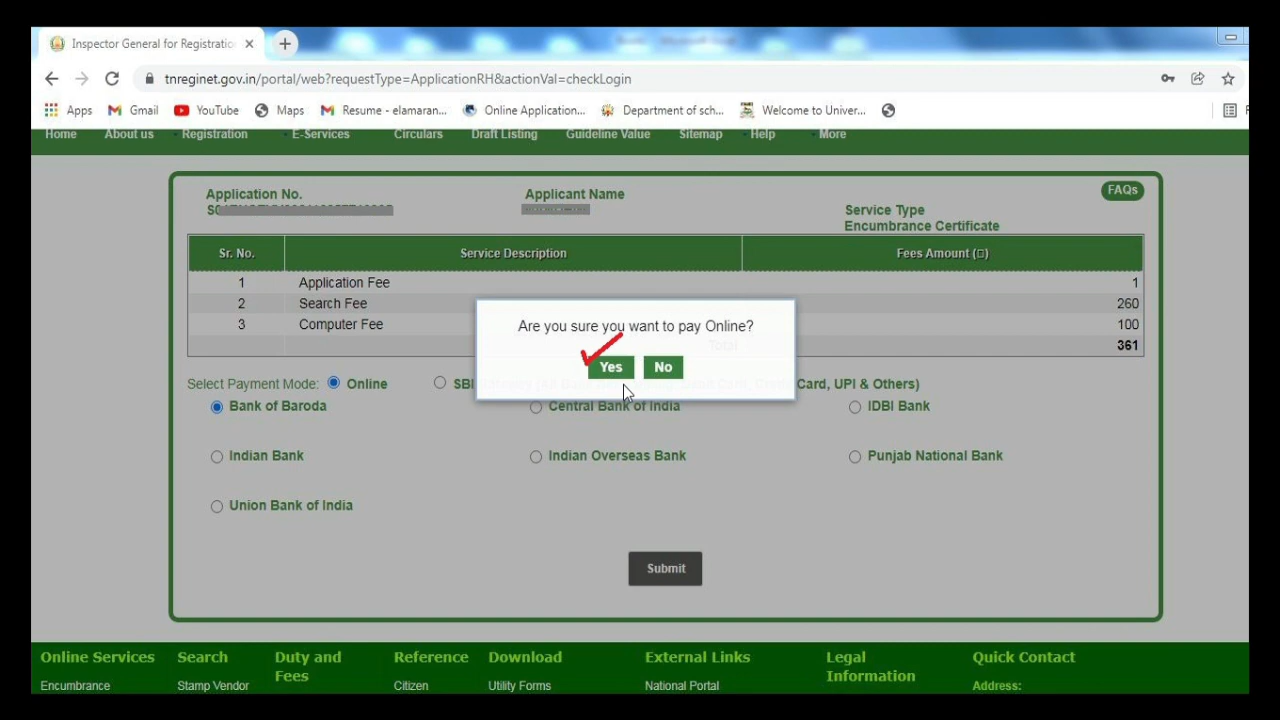 Inspector General for Registratio
tnreginet.gov.in/portal/web?requestType=ApplicationRH&actionVal=checkLogin
Apps Gmail YouTube Maps Resume - elamaran... Online Application... Department of sch... Welcome to Univer...
Home About us Registration E-Services Circulars Draft Listing Guideline Value Sitemap Help More
FAQs
Application No. Applicant Name
Service Type
Encumbrance Certificate
Sr. No. Service Description Fees Amount (□)
1 Application Fee 1
2 Search Fee 260
3 Computer Fee 100
Total 361
Are you sure you want to pay Online?
Yes No
Select Payment Mode: Online SBI Card, UPI & Others)
Bank of Baroda Central Bank of India IDBI Bank
Indian Bank Indian Overseas Bank Punjab National Bank
Union Bank of India
Submit
Online Services Search Duty and Fees Reference Download External Links Legal Information Quick Contact
Encumbrance Stamp Vendor Citizen Utility Forms National Portal Address: